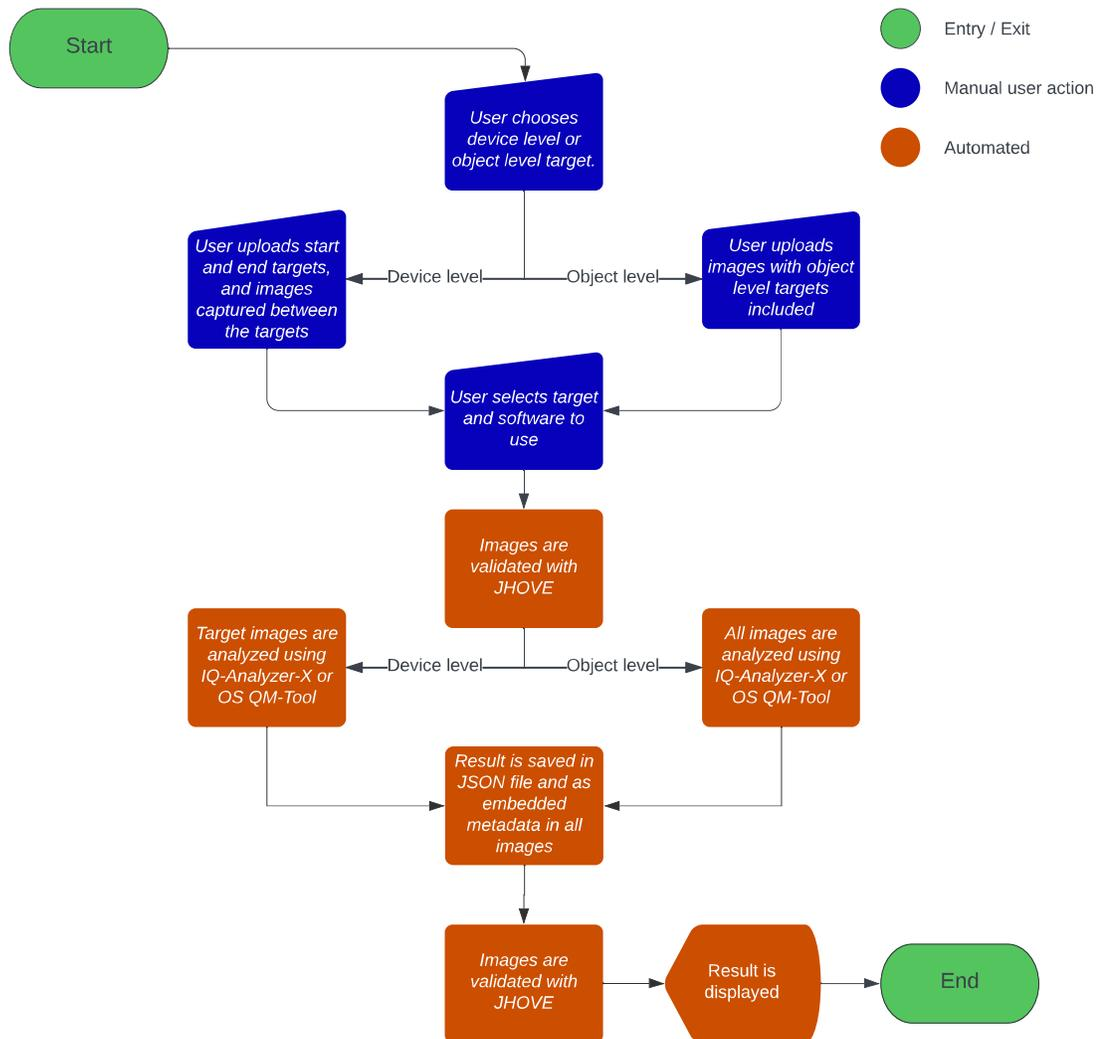 Start
Entry / Exit
Manual user action
Automated
User chooses
device level or
object level target.
User uploads start
and end targets,
and images
captured between
the targets
Device level
Object level
User uploads
images with object
level targets
included
User selects target
and software to
use
Images are
validated with
JHOVE
Target images are
analyzed using
IQ-Analyzer-X or
OS QM-Tool
Device level
Object level
All images are
analyzed using
IQ-Analyzer-X or
OS QM-Tool
Result is saved in
JSON file and as
embedded
metadata in all
images
Images are
validated with
JHOVE
Result is
displayed
End